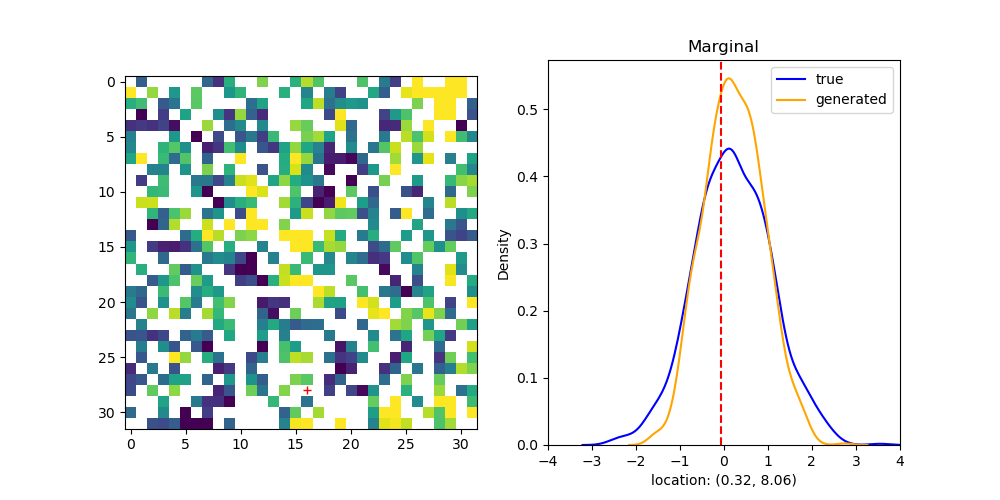 Marginal
true
generated
0
5
10
15
20
25
30
0 5 10 15 20 25 30
Density
0.5
0.4
0.3
0.2
0.1
0.0
−4 −3 −2 −1 0 1 2 3 4
location: (0.32, 8.06)